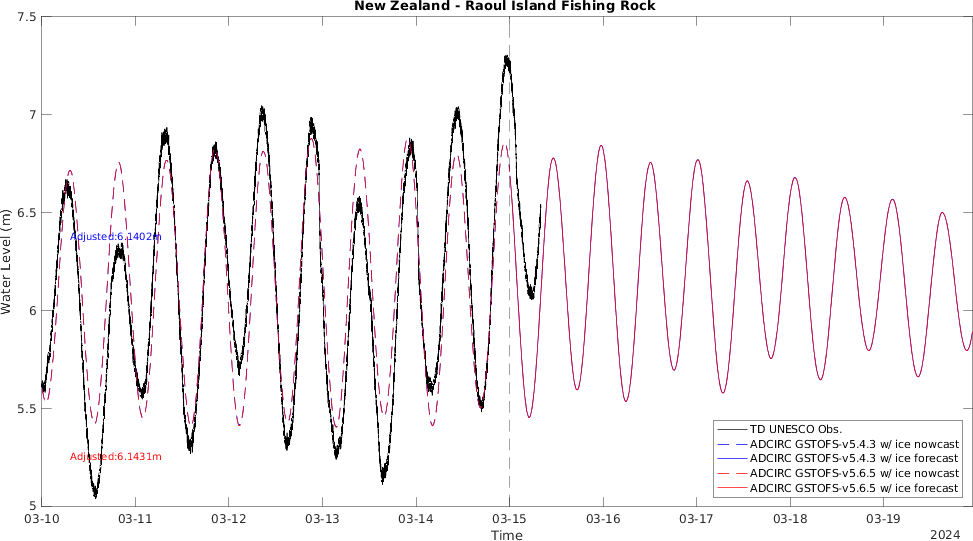 New Zealand - Raoul Island Fishing Rock
7.5
7
6.5
6
5.5
5
Water Level (m)
Adjusted:6.1402m
Adjusted:6.1431m
TD UNESCO Obs.
ADCIRC GSTOFS-v5.4.3 w/ ice nowcast
ADCIRC GSTOFS-v5.4.3 w/ ice forecast
ADCIRC GSTOFS-v5.6.5 w/ ice nowcast
ADCIRC GSTOFS-v5.6.5 w/ ice forecast
03-10 03-11 03-12 03-13 03-14 03-15 03-16 03-17 03-18 03-19
Time
2024